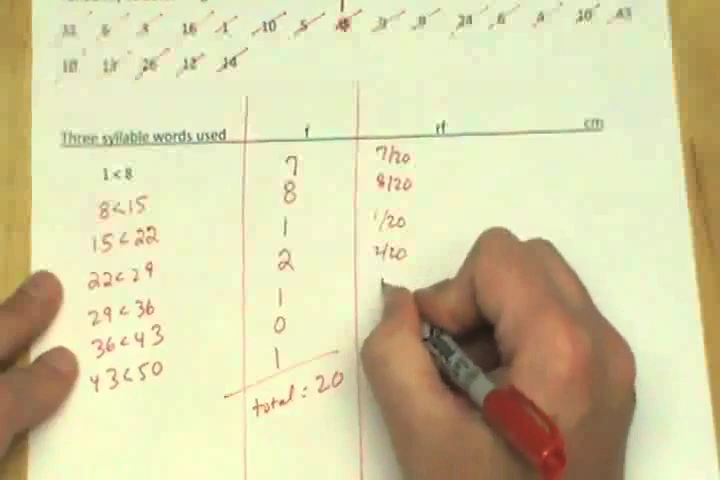 6 16 1 10 5 24 6 10 43
10 26 12 14
Three syllable words used f rf cm
1 < 8 7 7/20
8 < 15 8 8/20
15 < 22 1 1/20
22 < 29 2 2/20
29 < 36 1
36 < 43 0
43 < 50 1
total : 20